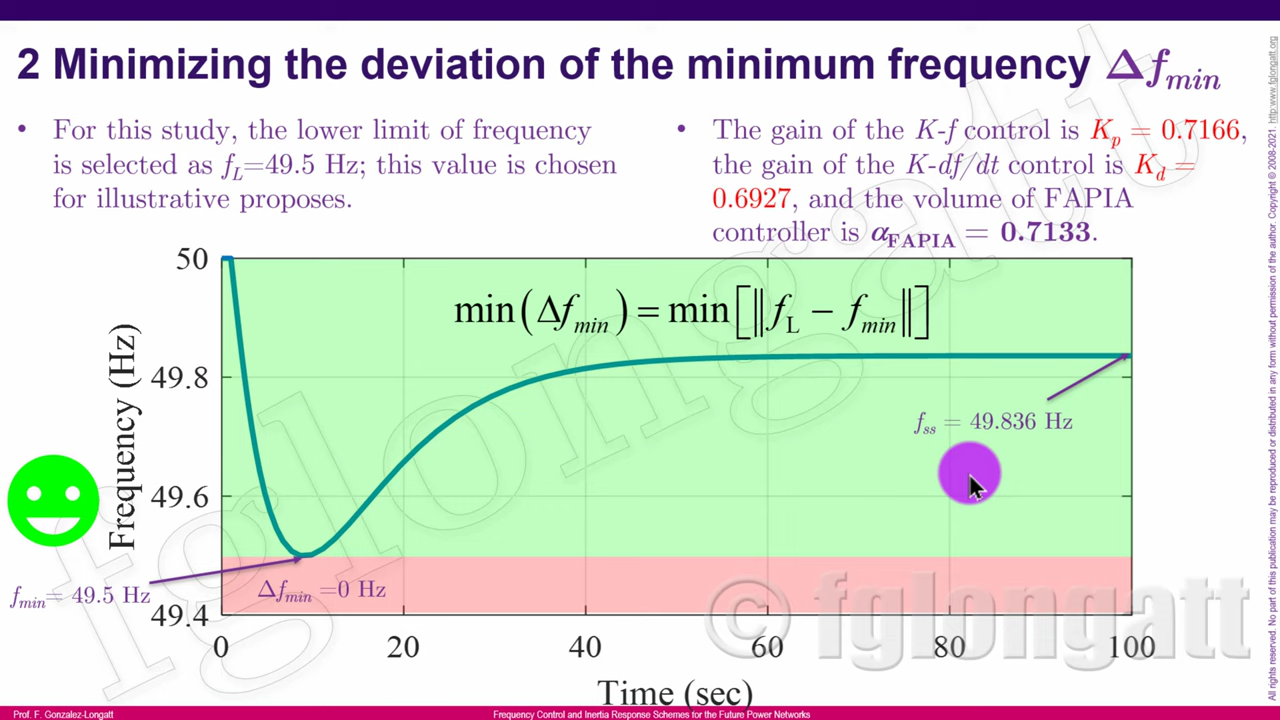 2 Minimizing the deviation of the minimum frequency Δf_min
• For this study, the lower limit of frequency
is selected as f_L=49.5 Hz; this value is chosen
for illustrative proposes.
• The gain of the K-f control is K_p = 0.7166,
the gain of the K-df/dt control is K_d =
0.6927, and the volume of FAPIA
controller is α_FAPIA = 0.7133.
min(Δf_min) = min[‖f_L − f_min‖]
50
49.8
49.6
49.4
Frequency (Hz)
f_ss = 49.836 Hz
f_min = 49.5 Hz
Δf_min =0 Hz
0 20 40 60 80 100
Time (sec)
fglongatt
© fglongatt
All rights reserved. No part of this publication may be reproduced or distributed in any form without permission of the author. Copyright © 2008-2021. http:www.fglongatt.org
Prof. F. Gonzalez-Longatt
Frequency Control and Inertia Response Schemes for the Future Power Networks